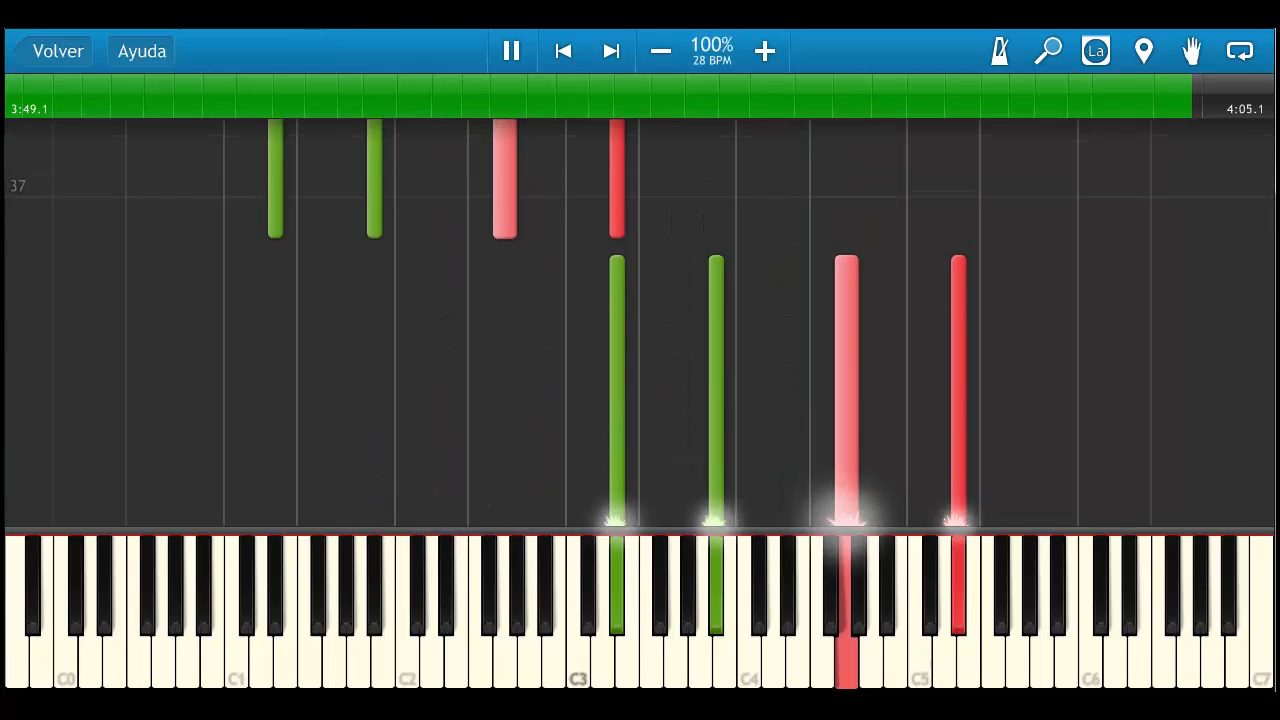 Volver Ayuda 100% La
28 BPM
3:49.1 4:05.1
37
C0 C1 C2 C3 C4 C5 C6 C7